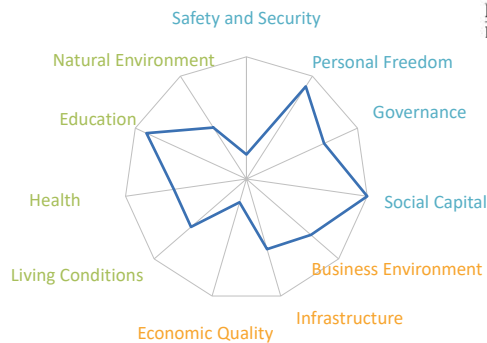 Safety and Security
Natural Environment
Personal Freedom
Education
Governance
Health
Social Capital
Living Conditions
Business Environment
Economic Quality
Infrastructure